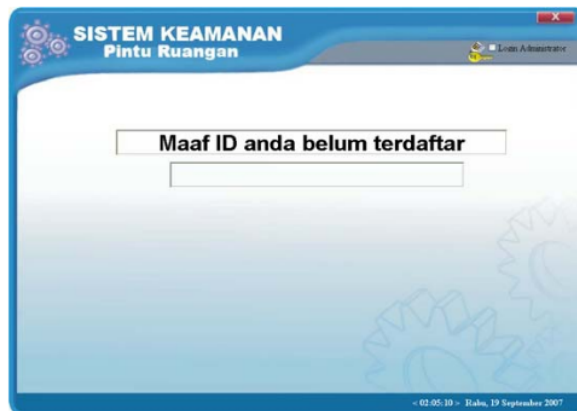 SISTEM KEAMANAN
Pintu Ruangan
X
Login Administrator
Maaf ID anda belum terdaftar
< 02:05:10 > Rabu, 19 September 2007